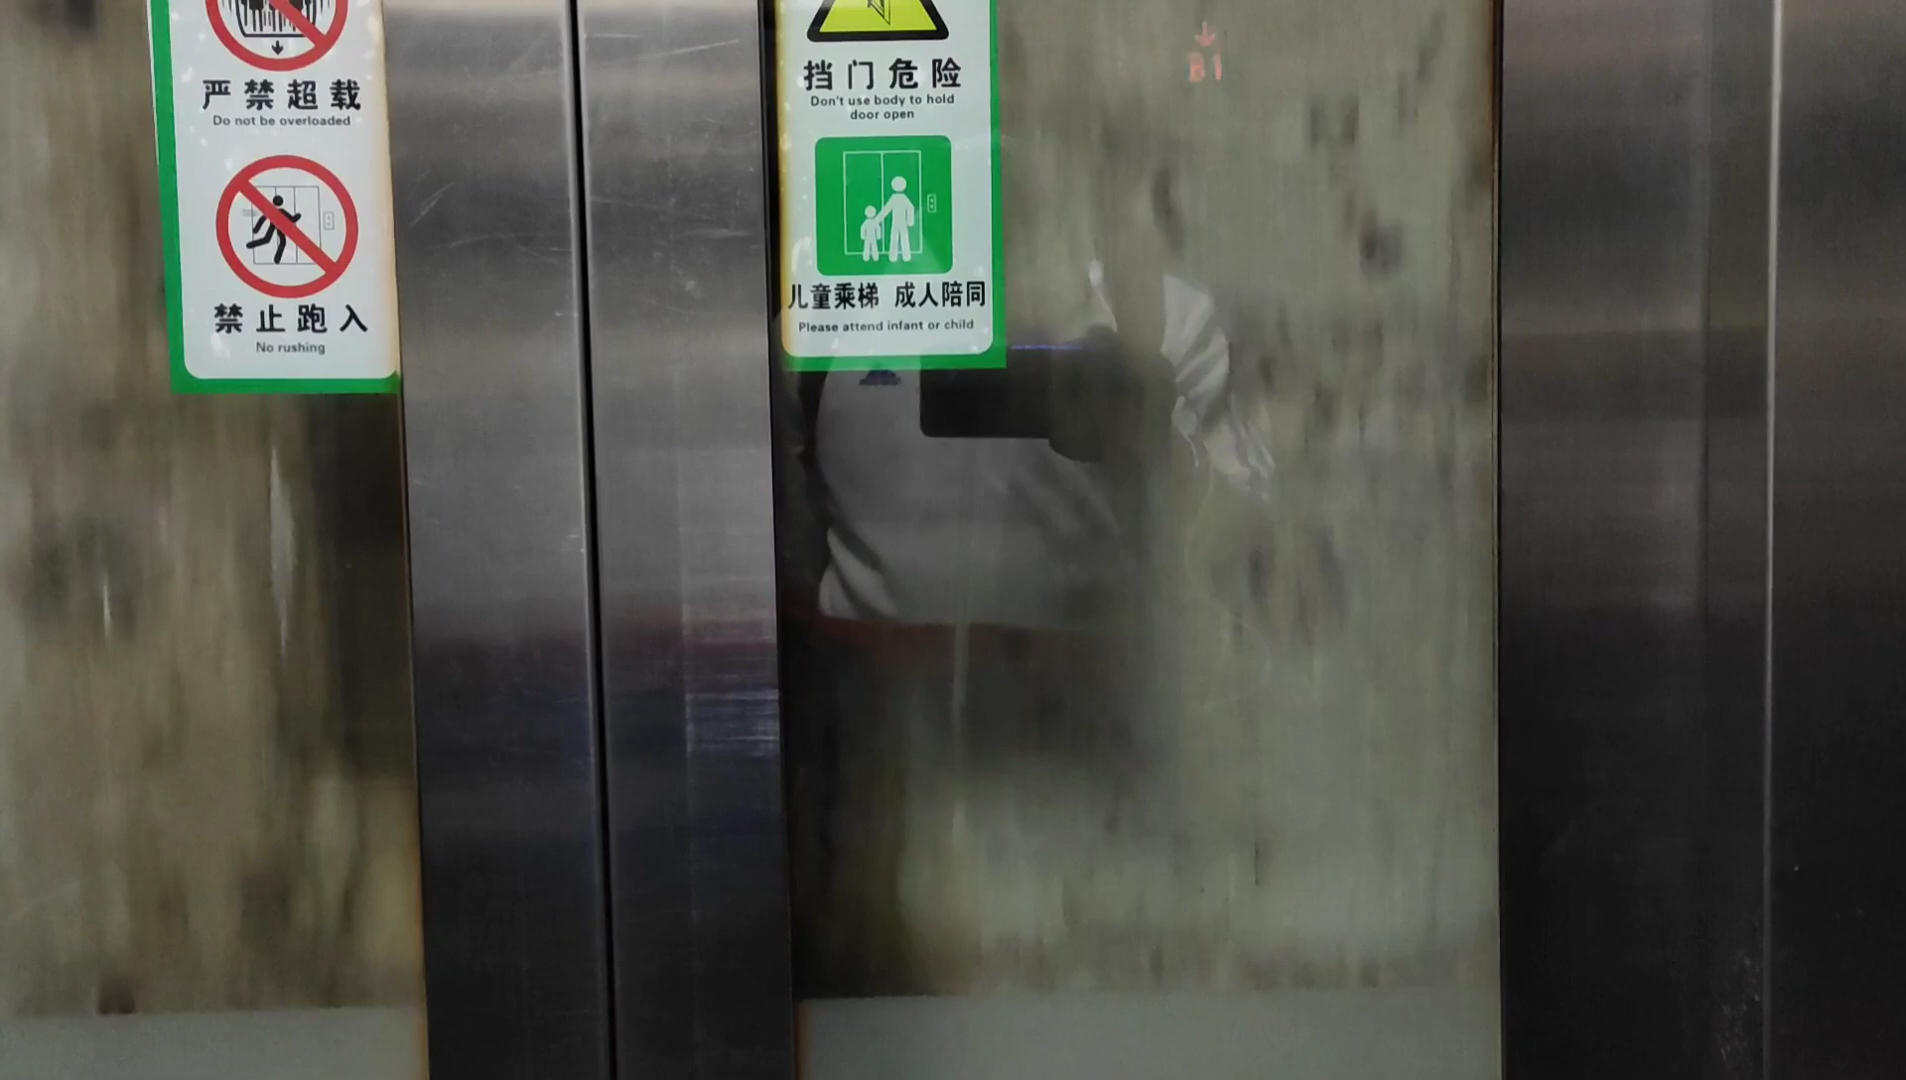 严禁超载
Do not be overloaded
禁止跑入
No rushing
挡门危险
Don't use body to hold
door open
儿童乘梯 成人陪同
Please attend infant or child
B1